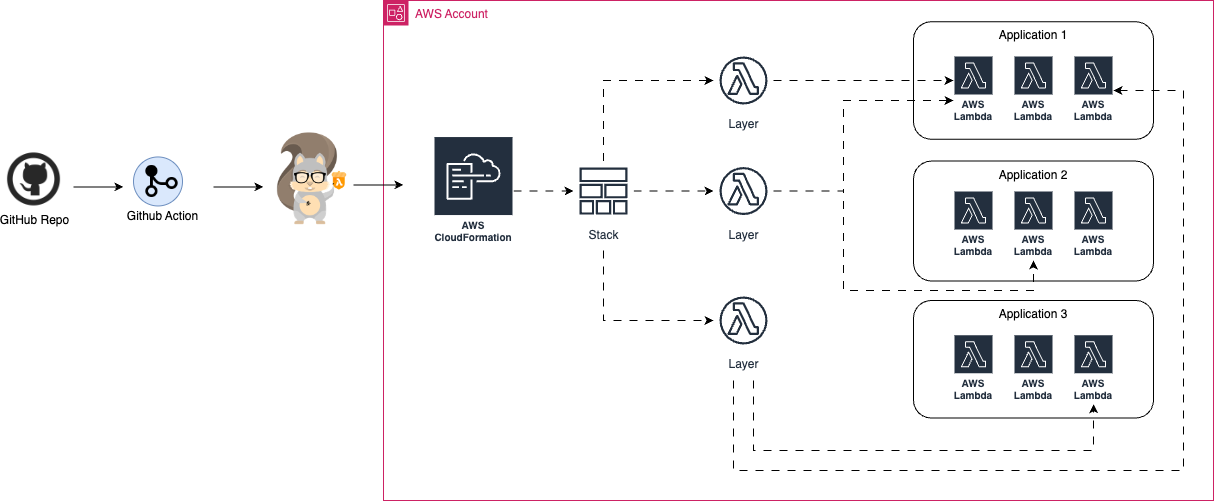 AWS Account
Application 1
AWS
Lambda
AWS
Lambda
AWS
Lambda
Layer
Application 2
AWS
Lambda
AWS
Lambda
AWS
Lambda
GitHub Repo
Github Action
AWS
CloudFormation
Stack
Layer
Application 3
AWS
Lambda
AWS
Lambda
AWS
Lambda
Layer